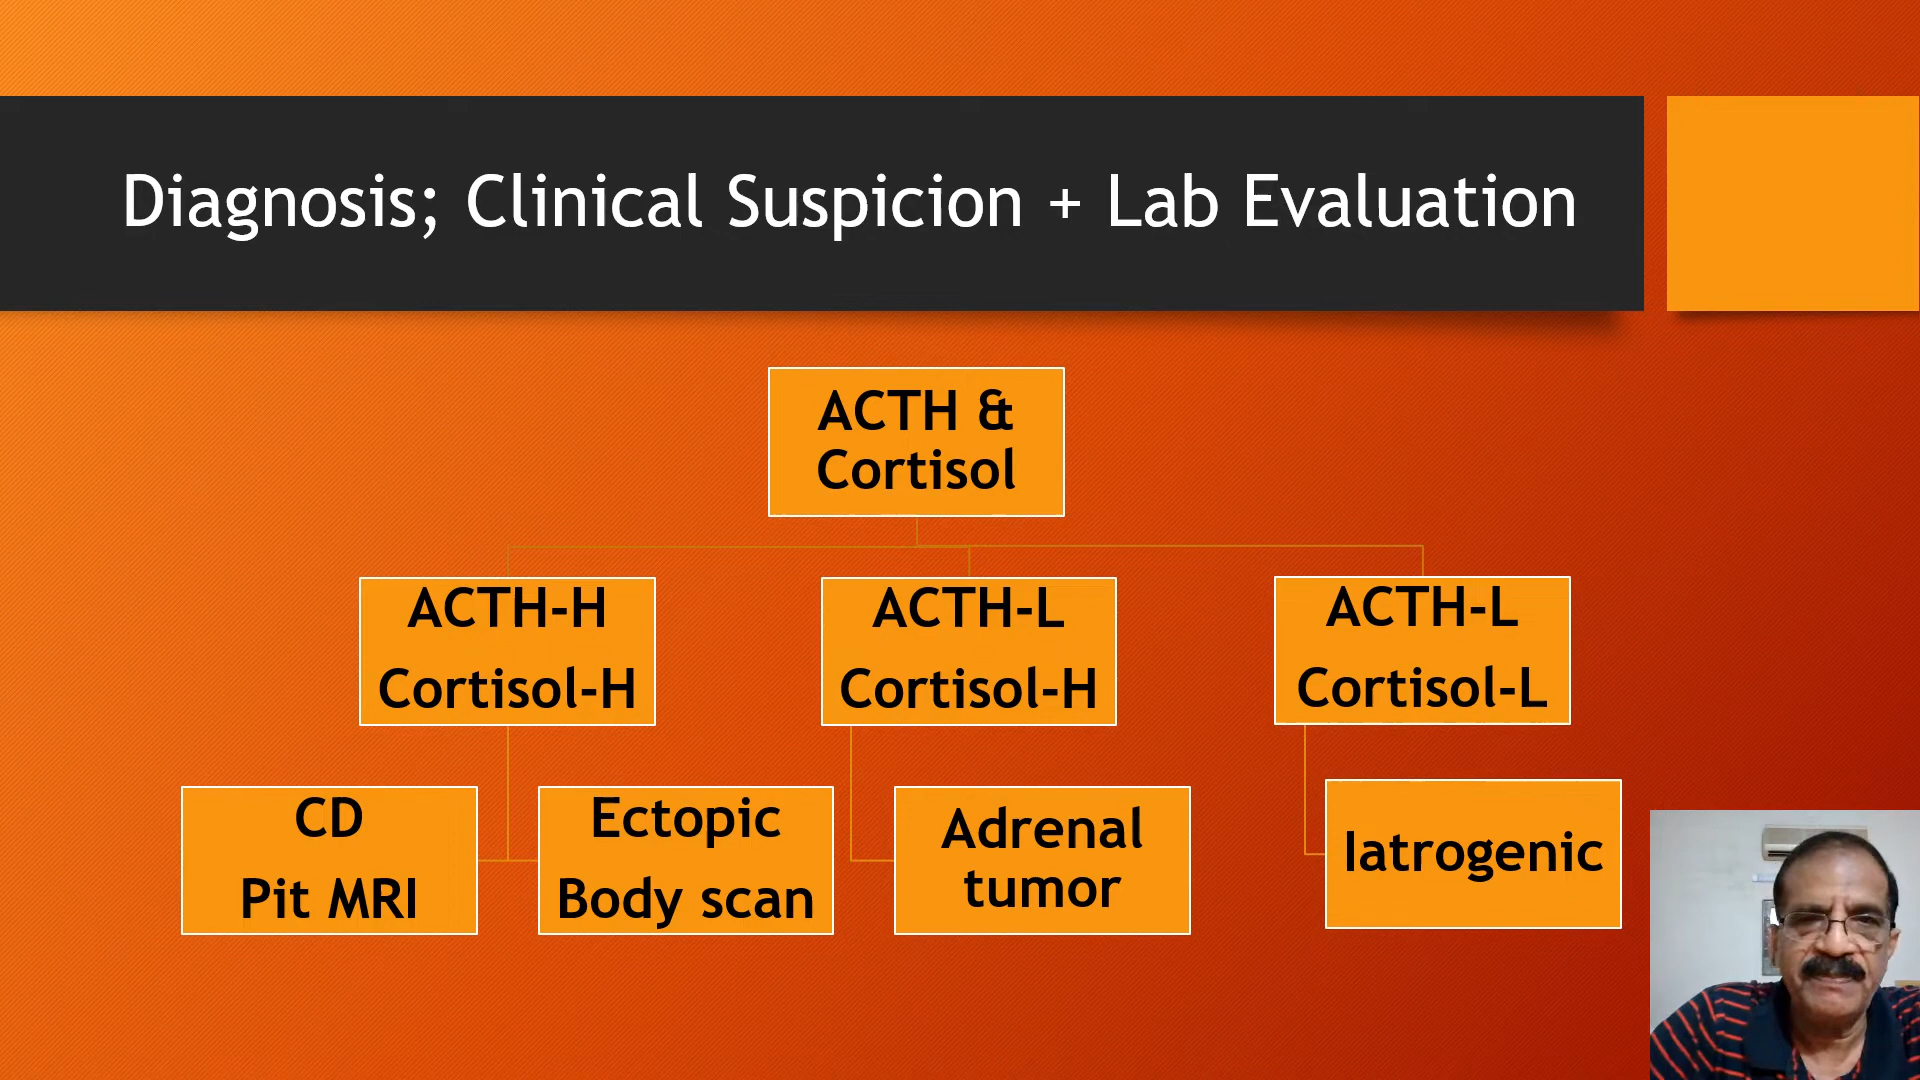 Diagnosis; Clinical Suspicion + Lab Evaluation
ACTH &
Cortisol
ACTH-H
Cortisol-H
ACTH-L
Cortisol-H
ACTH-L
Cortisol-L
CD
Pit MRI
Ectopic
Body scan
Adrenal
tumor
Iatrogenic